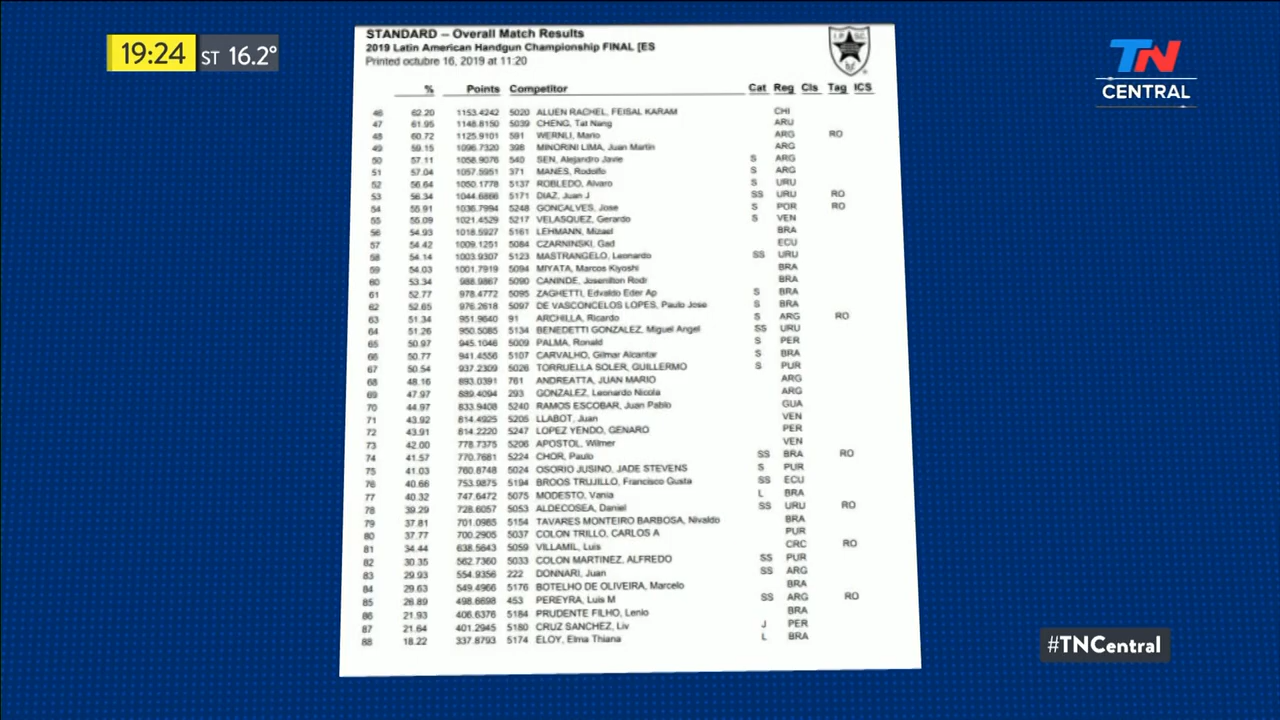 19:24 ST 16.2°
TN
CENTRAL
STANDARD – Overall Match Results
2019 Latin American Handgun Championship FINAL [ES
Printed octubre 16, 2019 at 11:20
% Points Competitor Cat Reg Cls Tag ICS
46 62.20 1153.4242 5020 ALUEN RACHEL, FEISAL KARAM CHI
47 61.95 1148.8150 5039 CHENG, Tat Nang ARU
48 60.72 1125.9101 591 WERNLI, Mario ARG RO
49 59.15 1096.7320 398 MINORINI LIMA, Juan Martin ARG
50 57.11 1058.9076 540 SEN, Alejandro Javie S ARG
51 57.04 1057.5951 371 MANES, Rodolfo S ARG
52 56.64 1050.1778 5137 ROBLEDO, Alvaro S URU
53 56.34 1044.6866 5171 DIAZ, Juan J SS URU RO
54 55.91 1036.7994 5248 GONCALVES, Jose S POR RO
55 55.09 1021.4529 5217 VELASQUEZ, Gerardo S VEN
56 54.93 1018.5927 5161 LEHMANN, Mizael BRA
57 54.42 1009.1251 5084 CZARNINSKI, Gad ECU
58 54.14 1003.9307 5123 MASTRANGELO, Leonardo SS URU
59 54.03 1001.7919 5094 MIYATA, Marcos Kiyoshi BRA
60 53.34 988.9867 5090 CANINDE, Josenilton Rodr BRA
61 52.77 978.4772 5095 ZAGHETTI, Edvaldo Eder Ap S BRA
62 52.65 976.2618 5097 DE VASCONCELOS LOPES, Paulo Jose S BRA
63 51.34 951.9640 91 ARCHILLA, Ricardo S ARG RO
64 51.26 950.5085 5134 BENEDETTI GONZALEZ, Miguel Angel SS URU
65 50.97 945.1046 5009 PALMA, Ronald S PER
66 50.77 941.4556 5107 CARVALHO, Gilmar Alcantar S BRA
67 50.54 937.2309 5026 TORRUELLA SOLER, GUILLERMO S PUR
68 48.16 893.0391 761 ANDREATTA, JUAN MARIO ARG
69 47.97 889.4094 293 GONZALEZ, Leonardo Nicola ARG
70 44.97 833.9408 5240 RAMOS ESCOBAR, Juan Pablo GUA
71 43.92 814.4925 5205 LLABOT, Juan VEN
72 43.91 814.2220 5247 LOPEZ YENDO, GENARO PER
73 42.00 778.7375 5206 APOSTOL, Wilmer VEN
74 41.57 770.7681 5224 CHOR, Paulo SS BRA RO
75 41.03 760.8748 5024 OSORIO JUSINO, JADE STEVENS S PUR
76 40.66 753.9875 5194 BROOS TRUJILLO, Francisco Gusta SS ECU
77 40.32 747.6472 5075 MODESTO, Vania L BRA
78 39.29 728.6057 5053 ALDECOSEA, Daniel SS URU RO
79 37.81 701.0985 5154 TAVARES MONTEIRO BARBOSA, Nivaldo BRA
80 37.77 700.2905 5037 COLON TRILLO, CARLOS A PUR
81 34.44 638.5643 5059 VILLAMIL, Luis CRC RO
82 30.35 562.7360 5033 COLON MARTINEZ, ALFREDO SS PUR
83 29.93 554.9356 222 DONNARI, Juan SS ARG
84 29.63 549.4966 5176 BOTELHO DE OLIVEIRA, Marcelo BRA
85 26.89 498.6698 453 PEREYRA, Luis M SS ARG RO
86 21.93 406.6376 5184 PRUDENTE FILHO, Lenio BRA
87 21.64 401.2945 5180 CRUZ SANCHEZ, Liv J PER
88 18.22 337.8793 5174 ELOY, Elma Thiana L BRA
#TNCentral